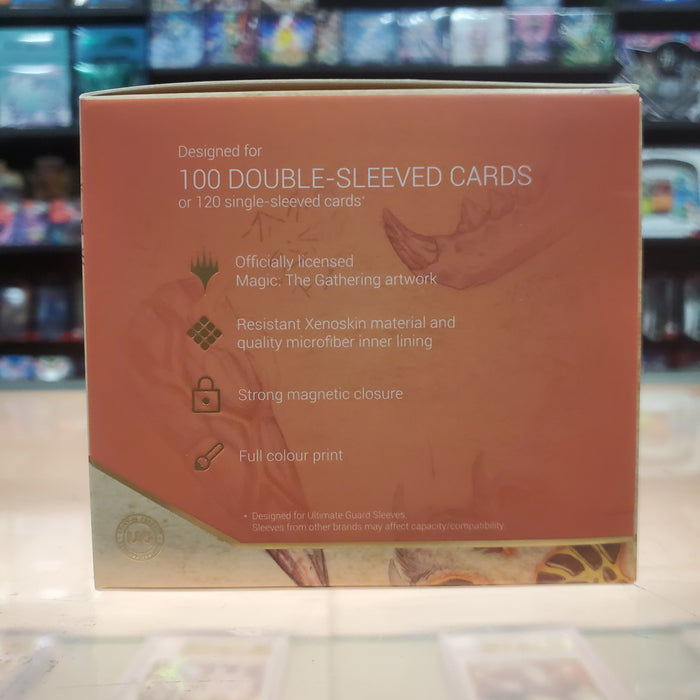 Designed for
100 DOUBLE-SLEEVED CARDS
or 120 single-sleeved cards*
Officially licensed
Magic: The Gathering artwork
Resistant Xenoskin material and
quality microfiber inner lining
Strong magnetic closure
Full colour print
* Designed for Ultimate Guard Sleeves.
Sleeves from other brands may affect capacity/compatibility.
UG